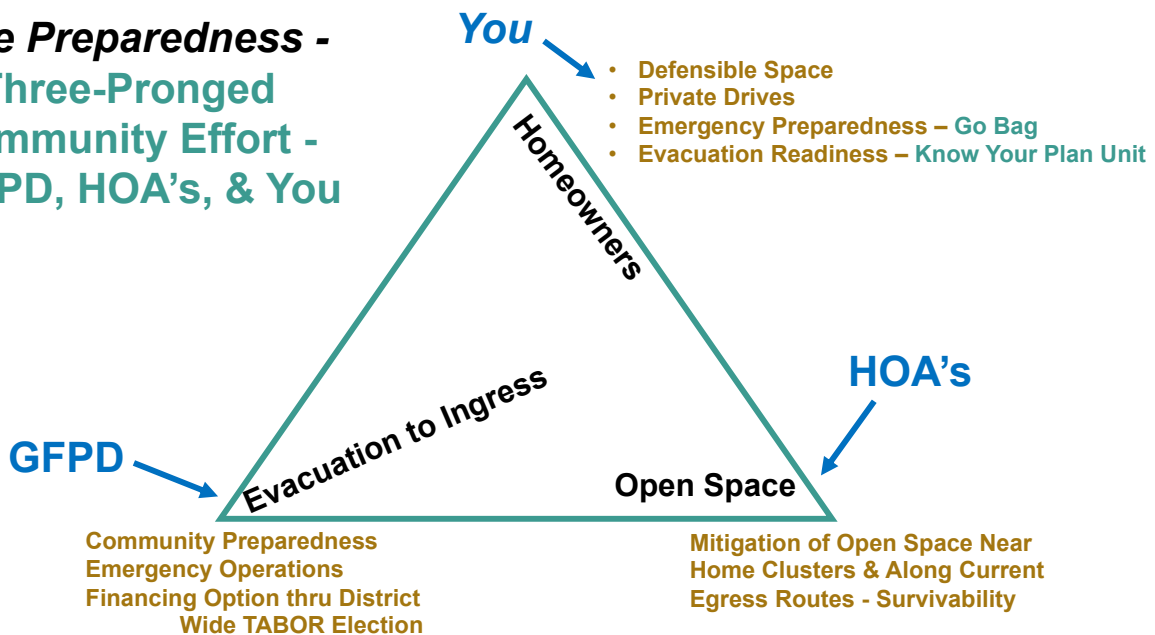 e Preparedness -
Three-Pronged
mmunity Effort -
PD, HOA's, & You
You
• Defensible Space
• Private Drives
• Emergency Preparedness – Go Bag
• Evacuation Readiness – Know Your Plan Unit
Homeowners
HOA's
GFPD
Evacuation to Ingress
Open Space
Community Preparedness
Emergency Operations
Financing Option thru District
Wide TABOR Election
Mitigation of Open Space Near
Home Clusters & Along Current
Egress Routes - Survivability